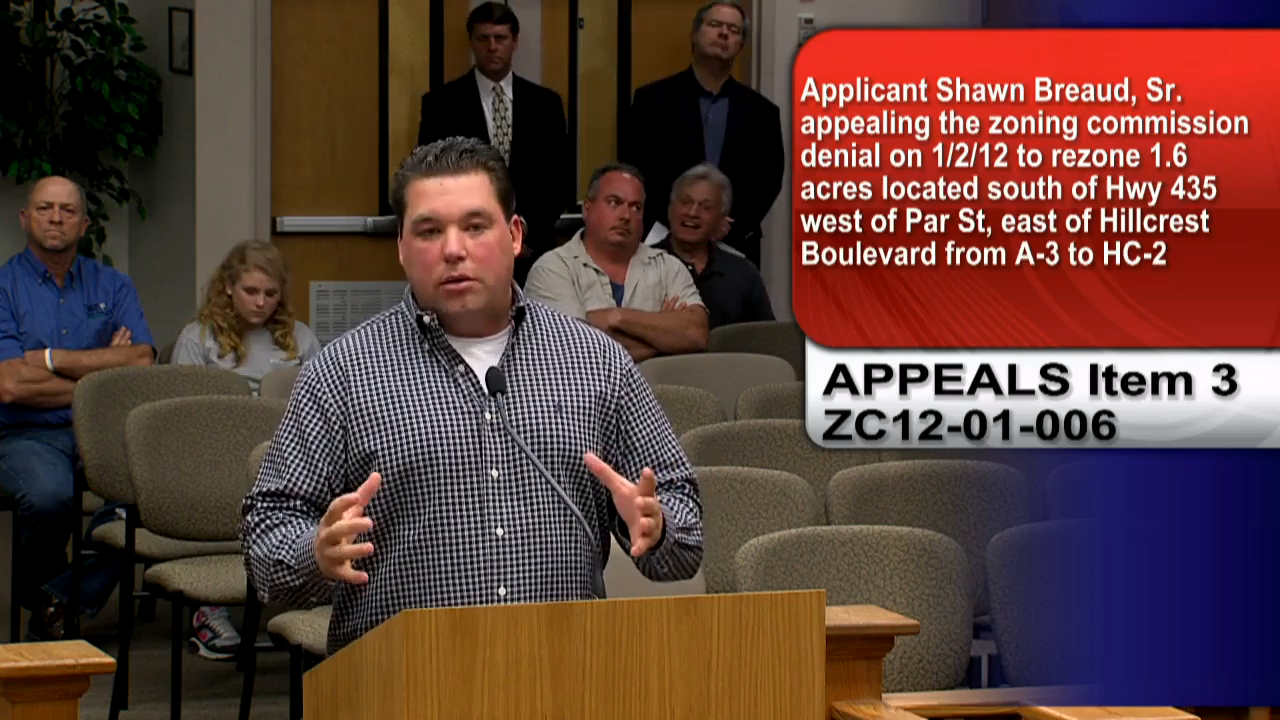 Applicant Shawn Breaud, Sr.
appealing the zoning commission
denial on 1/2/12 to rezone 1.6
acres located south of Hwy 435
west of Par St, east of Hillcrest
Boulevard from A-3 to HC-2
APPEALS Item 3
ZC12-01-006